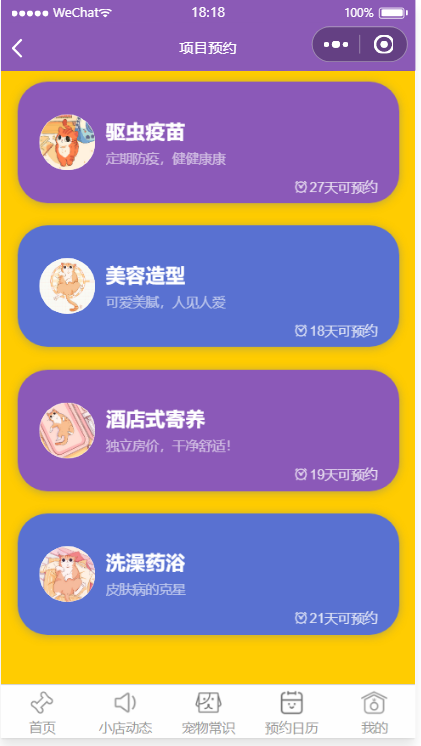 WeChat 18:18 100%
项目预约
驱虫疫苗
定期防疫，健健康康
27天可预约
美容造型
可爱美腻，人见人爱
18天可预约
酒店式寄养
独立房价，干净舒适！
19天可预约
洗澡药浴
皮肤病的克星
21天可预约
首页 小店动态 宠物常识 预约日历 我的